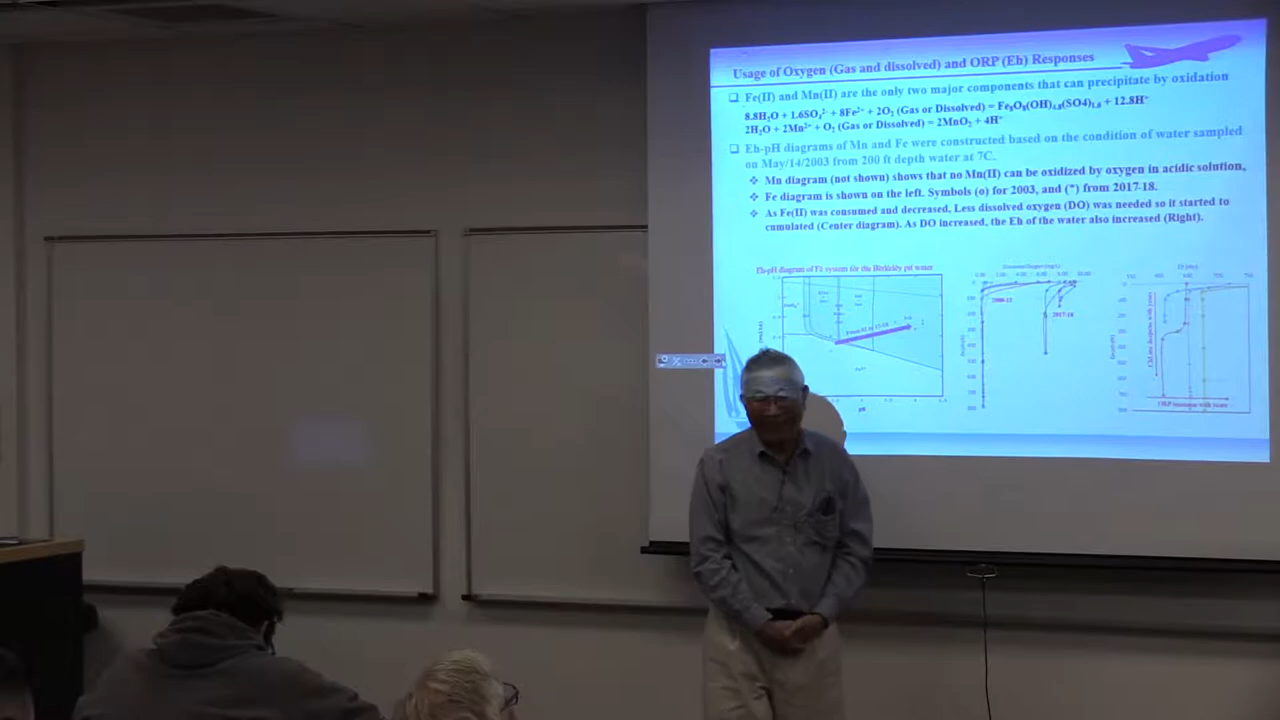 Usage of Oxygen (Gas and dissolved) and ORP (Eh) Responses
Fe(II) and Mn(II) are the only two major components that can precipitate by oxidation
8.8H₂O + 1.6SO₄²⁻ + 8Fe²⁺ + 2O₂ (Gas or Dissolved) = Fe₈O₈(OH)₄.₈(SO4)₁.₆ + 12.8H⁺
2H₂O + 2Mn²⁺ + O₂ (Gas or Dissolved) = 2MnO₂ + 4H⁺
Eh-pH diagrams of Mn and Fe were constructed based on the condition of water sampled
on May/14/2003 from 200 ft depth water at 7C.
Mn diagram (not shown) shows that no Mn(II) can be oxidized by oxygen in acidic solution,
Fe diagram is shown on the left. Symbols (o) for 2003, and (*) from 2017-18.
As Fe(II) was consumed and decreased, Less dissolved oxygen (DO) was needed so it started to
cumulated (Center diagram). As DO increased, the Eh of the water also increased (Right).
Eh-pH diagram of Fe system for the Berkeley pit water
pH
2017-18
ORP increases with years